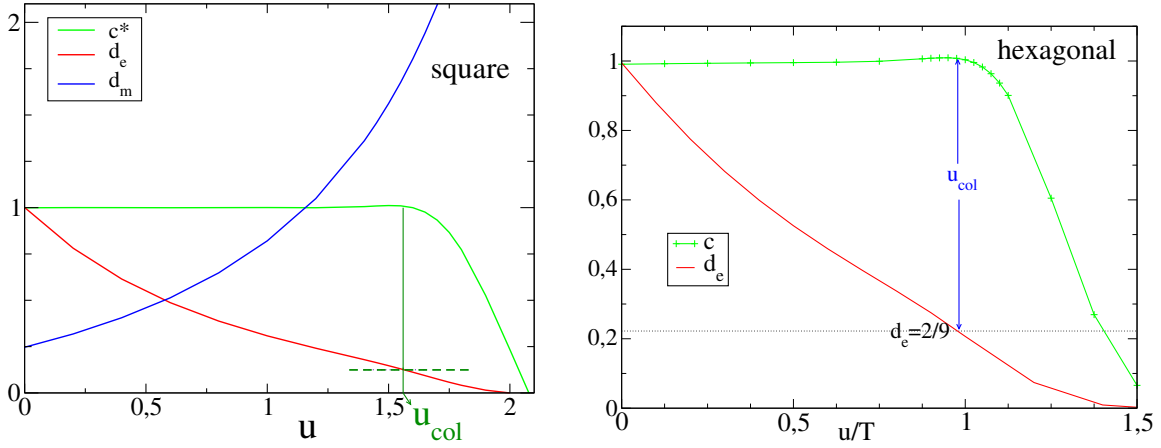 c*
d_e
d_m
square
2
1
0
0
0,5
1
1,5
2
u
u_col
hexagonal
c
d_e
u_col
d_e=2/9
1
0,8
0,6
0,4
0,2
0
0
0,5
1
1,5
u/T